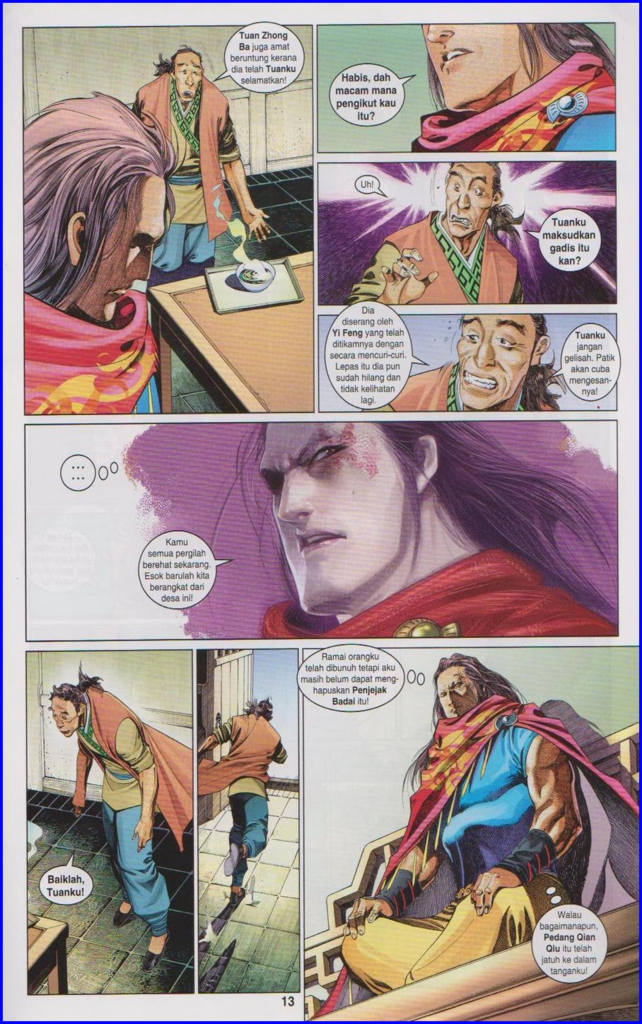 Tuan Zhong
Ba juga amat
beruntung kerana
dia telah Tuanku
selamatkan!
Habis, dah
macam mana
pengikut kau
itu?
Uh!
Tuanku
maksudkan
gadis itu
kan?
Dia
diserang oleh
Yi Feng yang telah
ditikamnya dengan
secara mencuri-curi.
Lepas itu dia pun
sudah hilang dan
tidak kelihatan
lagi.
Tuanku
jangan
gelisah. Patik
akan cuba
mengesan-
nya!
... ...
Kamu
semua pergilah
berehat sekarang.
Esok barulah kita
berangkat dari
desa ini!
Baiklah,
Tuanku!
Ramai orangku
telah dibunuh tetapi aku
masih belum dapat meng-
hapuskan Penjejak
Badai itu!
Walau
bagaimanapun,
Pedang Qian
Qiu itu telah
jatuh ke dalam
tanganku!
13